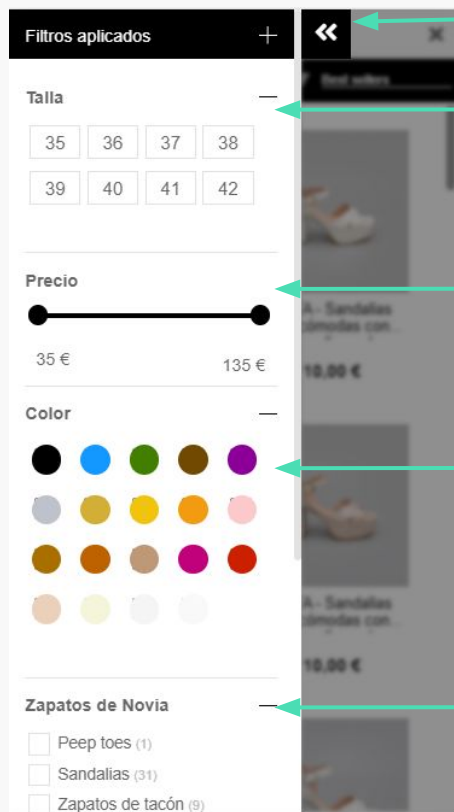 Filtros aplicados
Best sellers
Talla
35 36 37 38
39 40 41 42
Precio
35 €
135 €
A - Sandalias
cómodas con...
10,00 €
Color
A - Sandalias
cómodas con...
10,00 €
Zapatos de Novia
Peep toes (1)
Sandalias (31)
Zapatos de tacón (9)